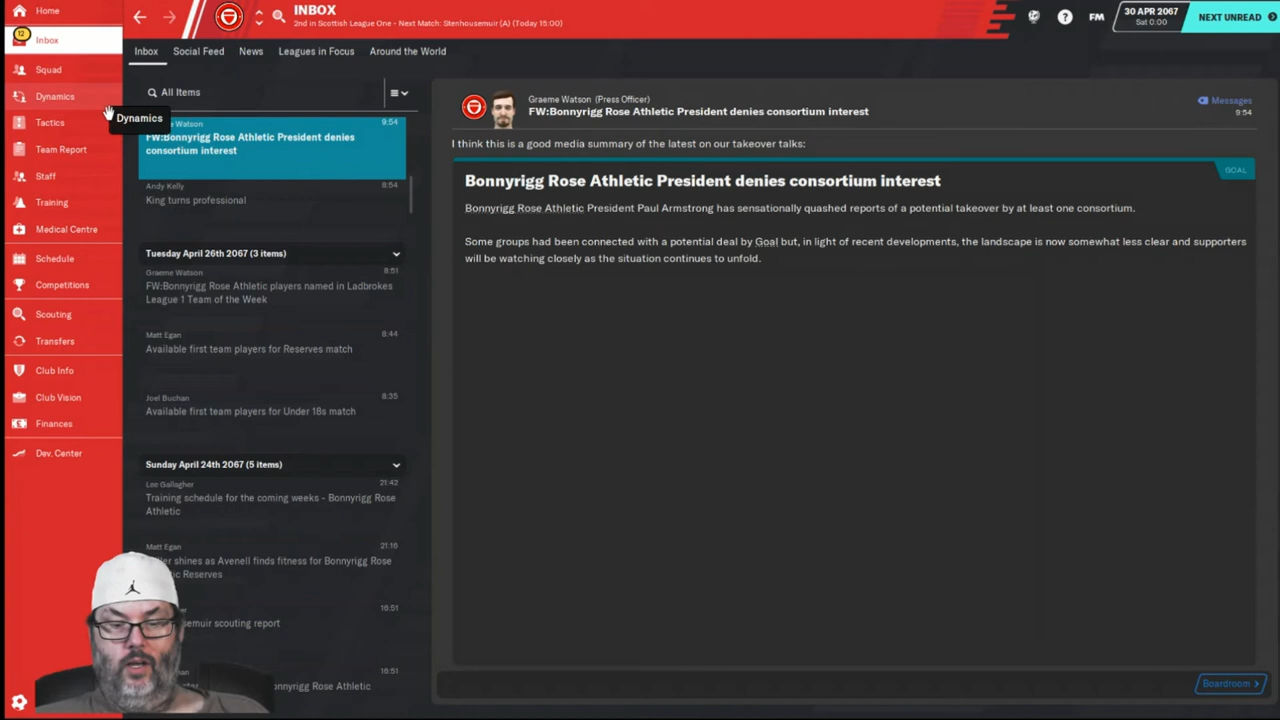 Home
12
Inbox
Squad
Dynamics
Tactics
Team Report
Staff
Training
Medical Centre
Schedule
Competitions
Scouting
Transfers
Club Info
Club Vision
Finances
Dev. Center
Dynamics
INBOX
2nd in Scottish League One - Next Match: Stenhousemuir (A) (Today 15:00)
?
FM
30 APR 2067
Sat 0:00
NEXT UNREAD
Inbox
Social Feed
News
Leagues in Focus
Around the World
All Items
Watson
9:54
FW:Bonnyrigg Rose Athletic President denies
consortium interest
Andy Kelly
8:54
King turns professional
Tuesday April 26th 2067 (3 items)
Graeme Watson
8:51
FW:Bonnyrigg Rose Athletic players named in Ladbrokes
League 1 Team of the Week
Matt Egan
8:44
Available first team players for Reserves match
Joel Buchan
8:35
Available first team players for Under 18s match
Sunday April 24th 2067 (5 items)
Lee Gallagher
21:42
Training schedule for the coming weeks - Bonnyrigg Rose
Athletic
Matt Egan
21:16
shines as Avenell finds fitness for Bonnyrigg Rose
Reserves
16:51
scouting report
16:51
Rose Athletic
Graeme Watson (Press Officer)
FW:Bonnyrigg Rose Athletic President denies consortium interest
Messages
9:54
I think this is a good media summary of the latest on our takeover talks:
GOAL
Bonnyrigg Rose Athletic President denies consortium interest
Bonnyrigg Rose Athletic President Paul Armstrong has sensationally quashed reports of a potential takeover by at least one consortium.
Some groups had been connected with a potential deal by Goal but, in light of recent developments, the landscape is now somewhat less clear and supporters
will be watching closely as the situation continues to unfold.
Boardroom